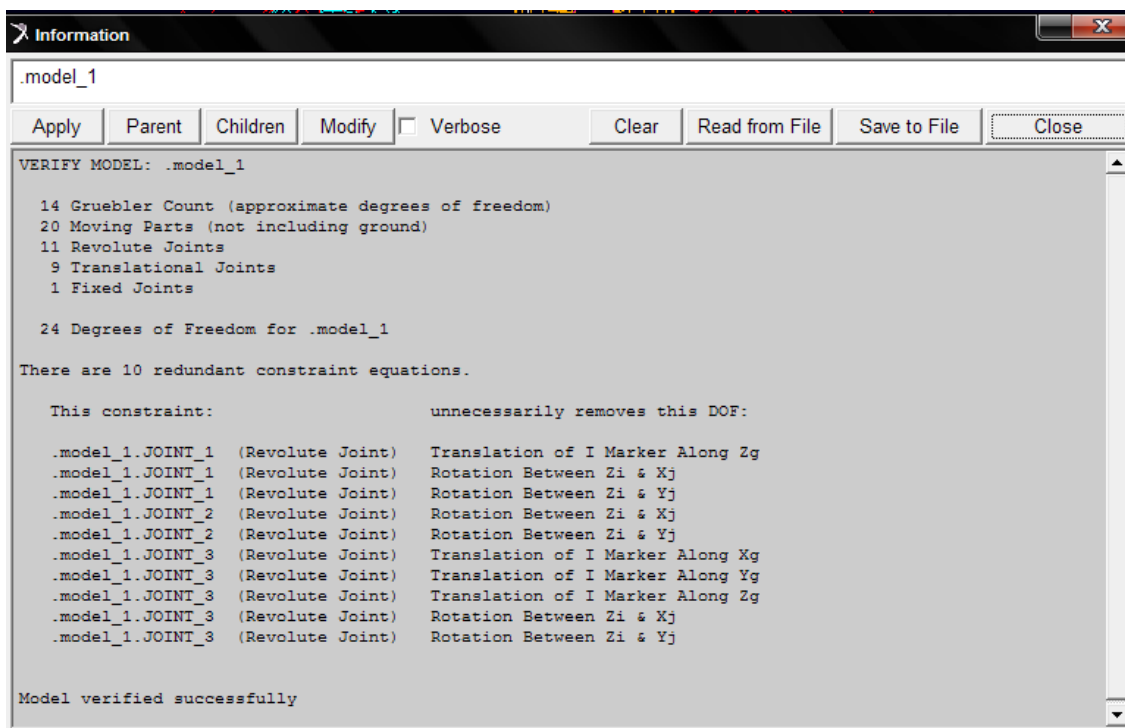 Information
.model_1
Apply Parent Children Modify Verbose Clear Read from File Save to File Close
VERIFY MODEL: .model_1
14 Gruebler Count (approximate degrees of freedom)
20 Moving Parts (not including ground)
11 Revolute Joints
9 Translational Joints
1 Fixed Joints
24 Degrees of Freedom for .model_1
There are 10 redundant constraint equations.
This constraint: unnecessarily removes this DOF:
.model_1.JOINT_1 (Revolute Joint) Translation of I Marker Along Zg
.model_1.JOINT_1 (Revolute Joint) Rotation Between Zi & Xj
.model_1.JOINT_1 (Revolute Joint) Rotation Between Zi & Yj
.model_1.JOINT_2 (Revolute Joint) Rotation Between Zi & Xj
.model_1.JOINT_2 (Revolute Joint) Rotation Between Zi & Yj
.model_1.JOINT_3 (Revolute Joint) Translation of I Marker Along Xg
.model_1.JOINT_3 (Revolute Joint) Translation of I Marker Along Yg
.model_1.JOINT_3 (Revolute Joint) Translation of I Marker Along Zg
.model_1.JOINT_3 (Revolute Joint) Rotation Between Zi & Xj
.model_1.JOINT_3 (Revolute Joint) Rotation Between Zi & Yj
Model verified successfully